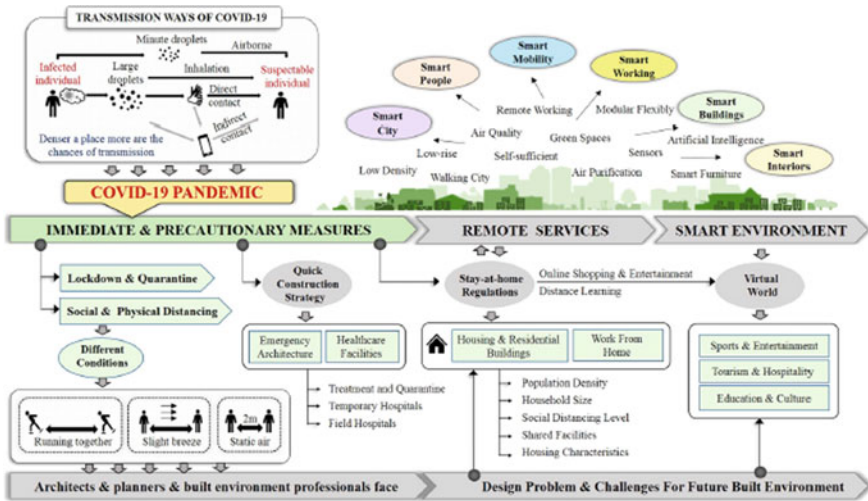 TRANSMISSION WAYS OF COVID-19
Minute droplets
Airborne
Infected
individual
Large
droplets
Inhalation
Suspectable
individual
Direct
contact
Indirect
contact
Denser a place more are the
chances of transmission
COVID-19 PANDEMIC
Smart
City
Smart
People
Smart
Mobility
Smart
Working
Smart
Buildings
Smart
Interiors
Remote Working
Modular Flexibly
Air Quality
Green Spaces
Artificial Intelligence
Low-rise
Self-sufficient
Sensors
Low Density
Walking City
Air Purification
Smart Furniture
IMMEDIATE & PRECAUTIONARY MEASURES
REMOTE SERVICES
SMART ENVIRONMENT
Lockdown & Quarantine
Social & Physical Distancing
Different
Conditions
Running together
Slight breeze
2m
Static air
Quick
Construction
Strategy
Emergency
Architecture
Healthcare
Facilities
Treatment and Quarantine
Temporary Hospitals
Field Hospitals
Stay-at-home
Regulations
Online Shopping & Entertainment
Distance Learning
Virtual
World
Housing & Residential
Buildings
Work From
Home
Population Density
Household Size
Social Distancing Level
Shared Facilities
Housing Characteristics
Sports & Entertainment
Tourism & Hospitality
Education & Culture
Architects & planners & built environment professionals face
Design Problem & Challenges For Future Built Environment